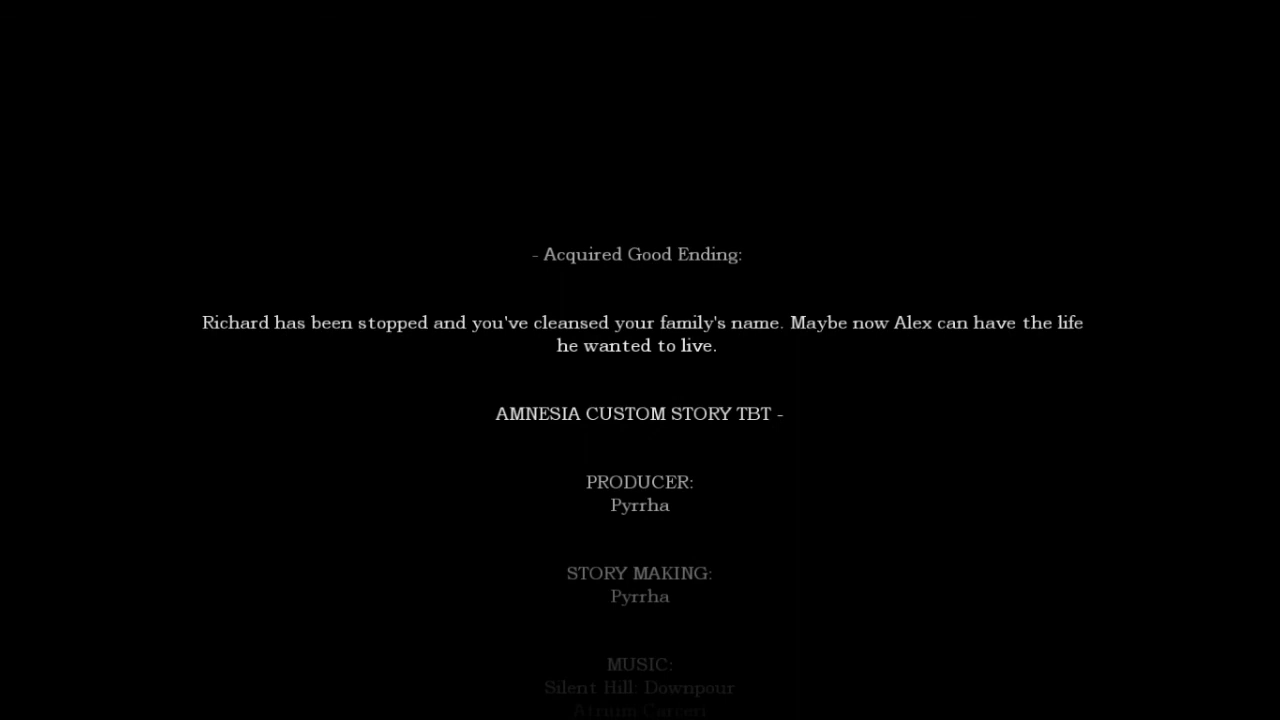 - Acquired Good Ending:
Richard has been stopped and you've cleansed your family's name. Maybe now Alex can have the life
he wanted to live.
AMNESIA CUSTOM STORY TBT -
PRODUCER:
Pyrrha
STORY MAKING:
Pyrrha
MUSIC:
Silent Hill: Downpour
Atrium Carceri